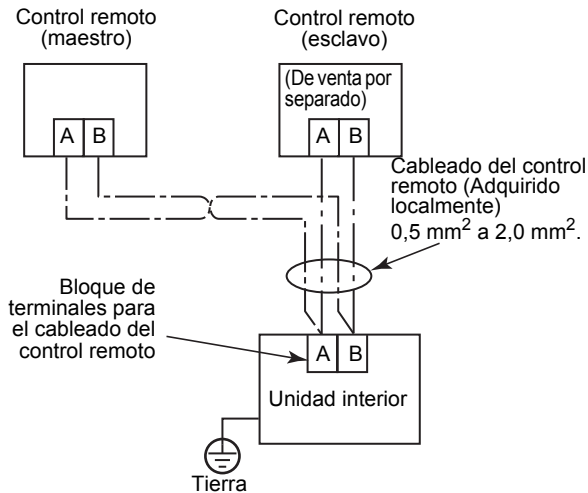 Control remoto
(maestro)
Control remoto
(esclavo)
(De venta por
separado)
A B
A B
Cableado del control
remoto (Adquirido
localmente)
0,5 mm² a 2,0 mm².
Bloque de
terminales para
el cableado del
control remoto
A B
Unidad interior
Tierra